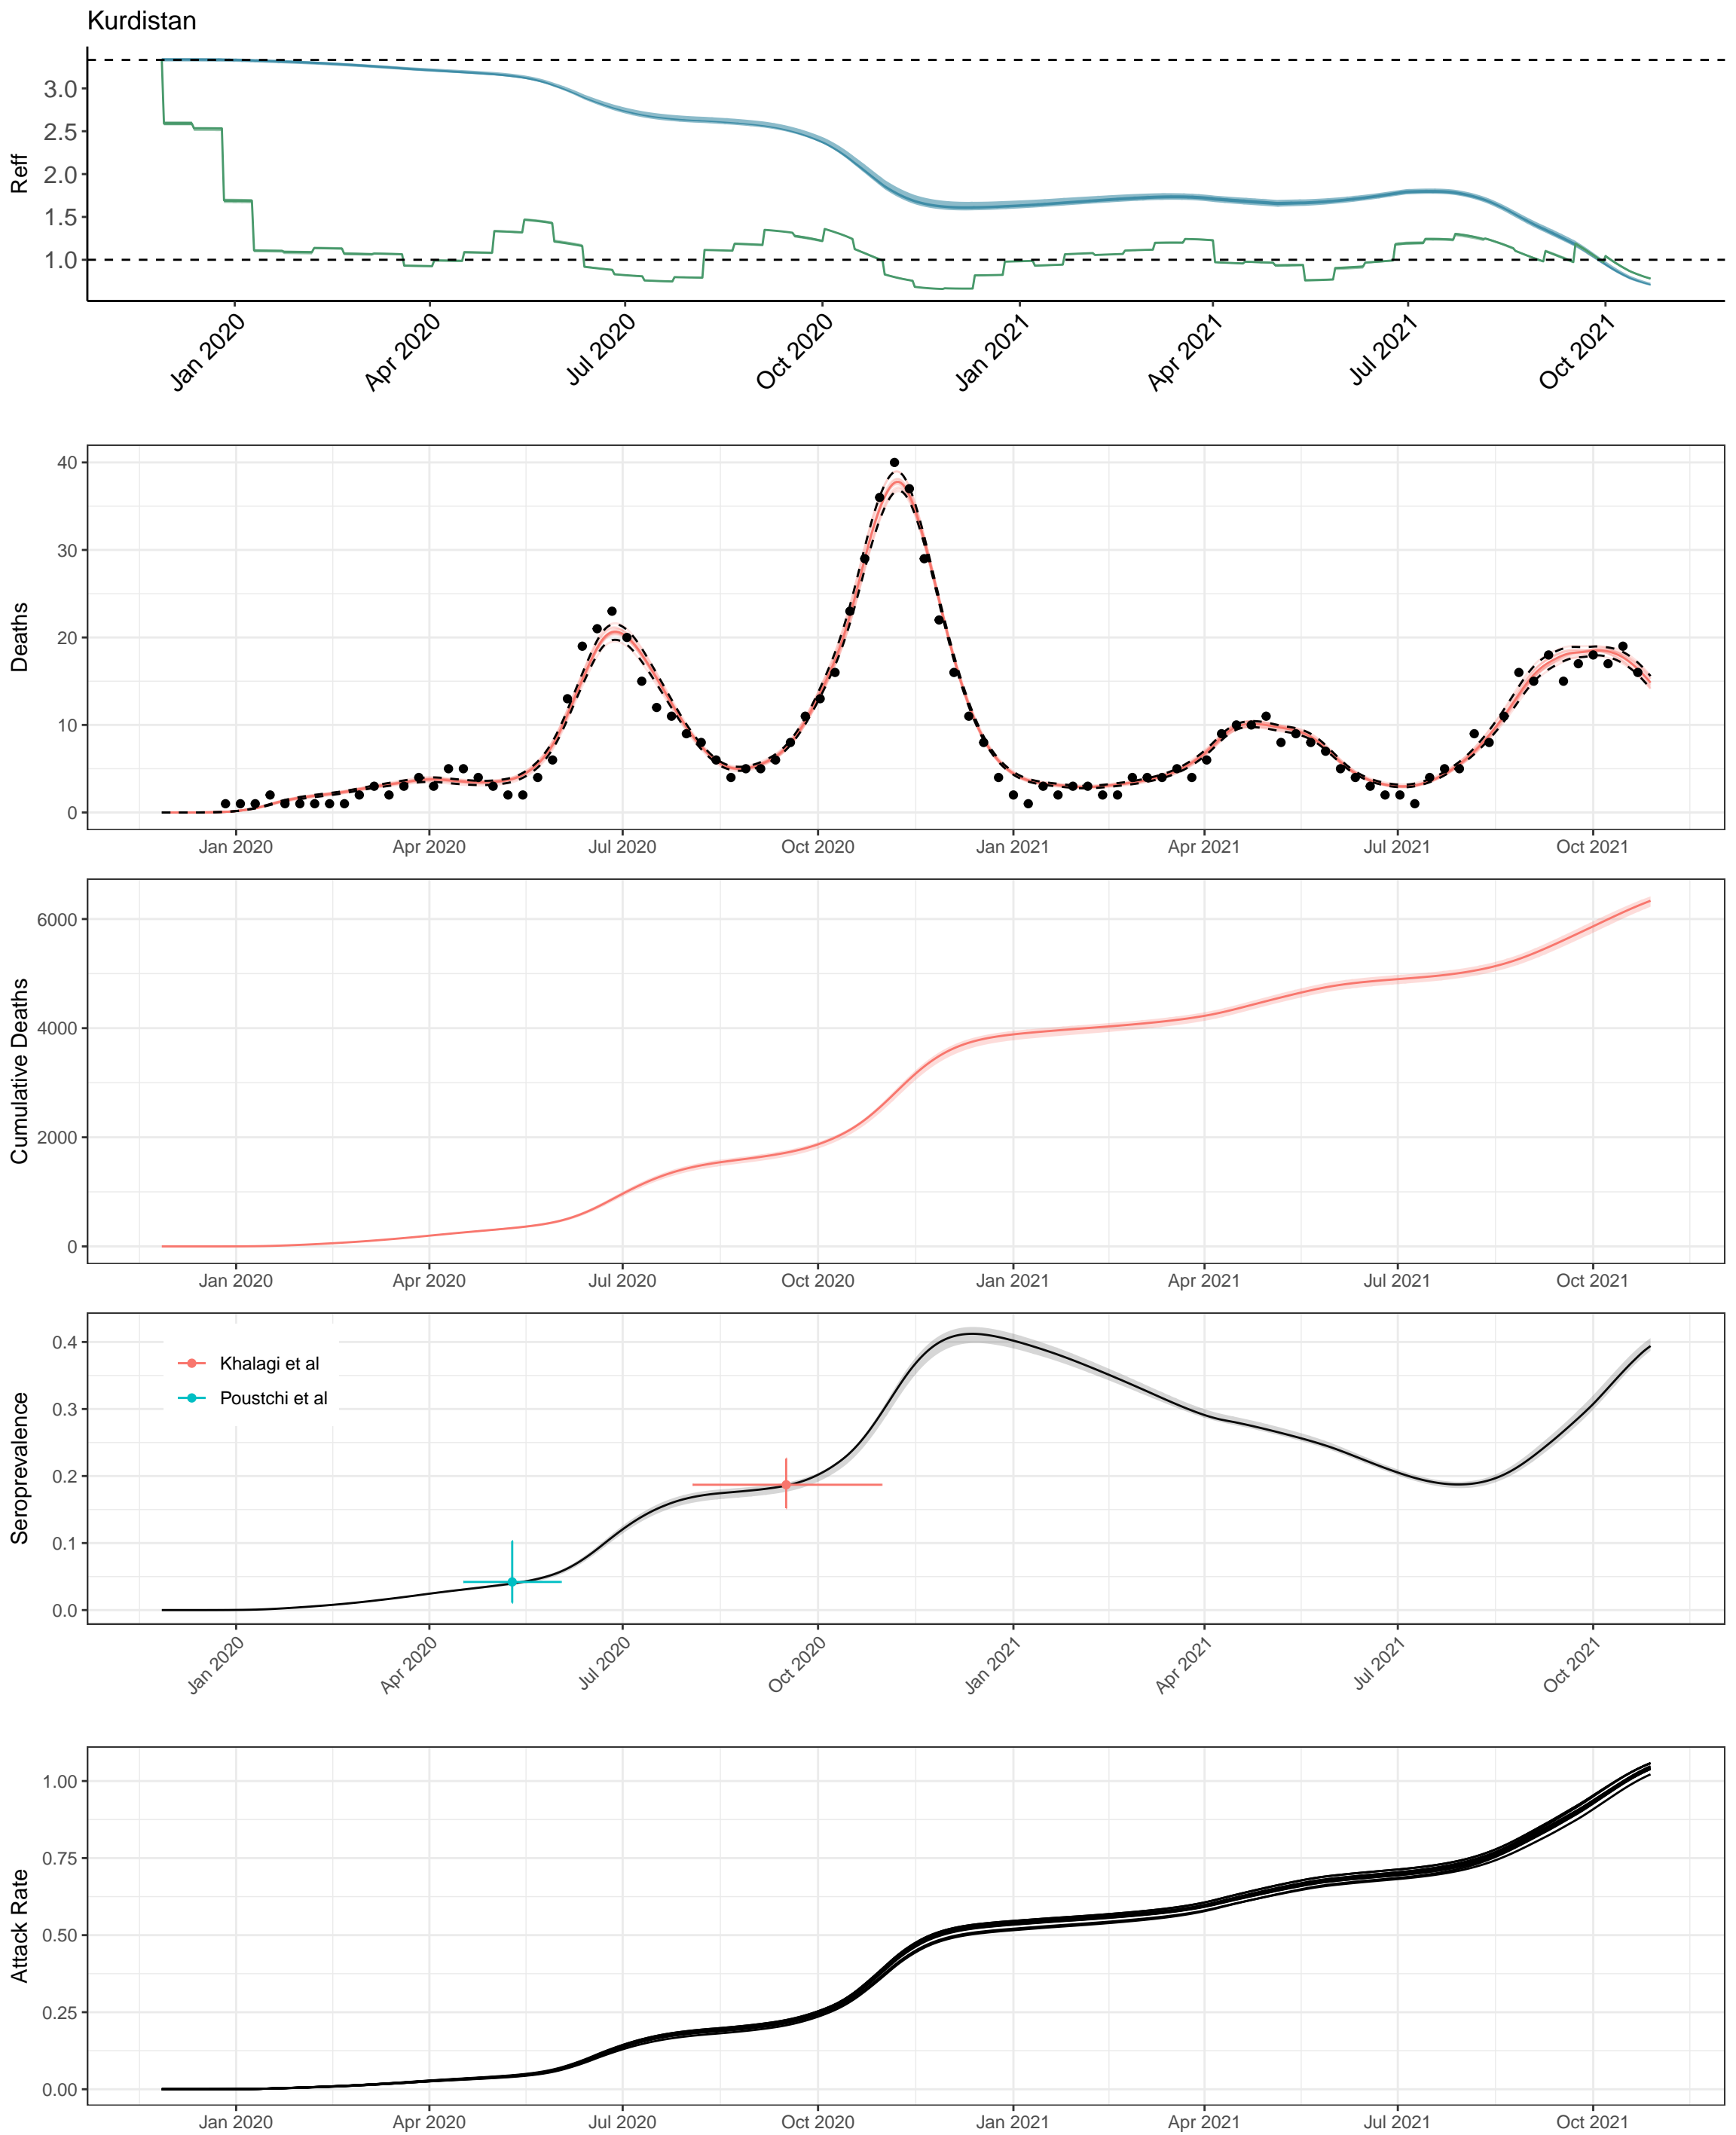 Kurdistan
Reff
3.0
2.5
2.0
1.5
1.0
Jan 2020
Apr 2020
Jul 2020
Oct 2020
Jan 2021
Apr 2021
Jul 2021
Oct 2021
Deaths
40
30
20
10
0
Jan 2020
Apr 2020
Jul 2020
Oct 2020
Jan 2021
Apr 2021
Jul 2021
Oct 2021
Cumulative Deaths
6000
4000
2000
0
Jan 2020
Apr 2020
Jul 2020
Oct 2020
Jan 2021
Apr 2021
Jul 2021
Oct 2021
Seroprevalence
0.4
0.3
0.2
0.1
0.0
Khalagi et al
Poustchi et al
Jan 2020
Apr 2020
Jul 2020
Oct 2020
Jan 2021
Apr 2021
Jul 2021
Oct 2021
Attack Rate
1.00
0.75
0.50
0.25
0.00
Jan 2020
Apr 2020
Jul 2020
Oct 2020
Jan 2021
Apr 2021
Jul 2021
Oct 2021